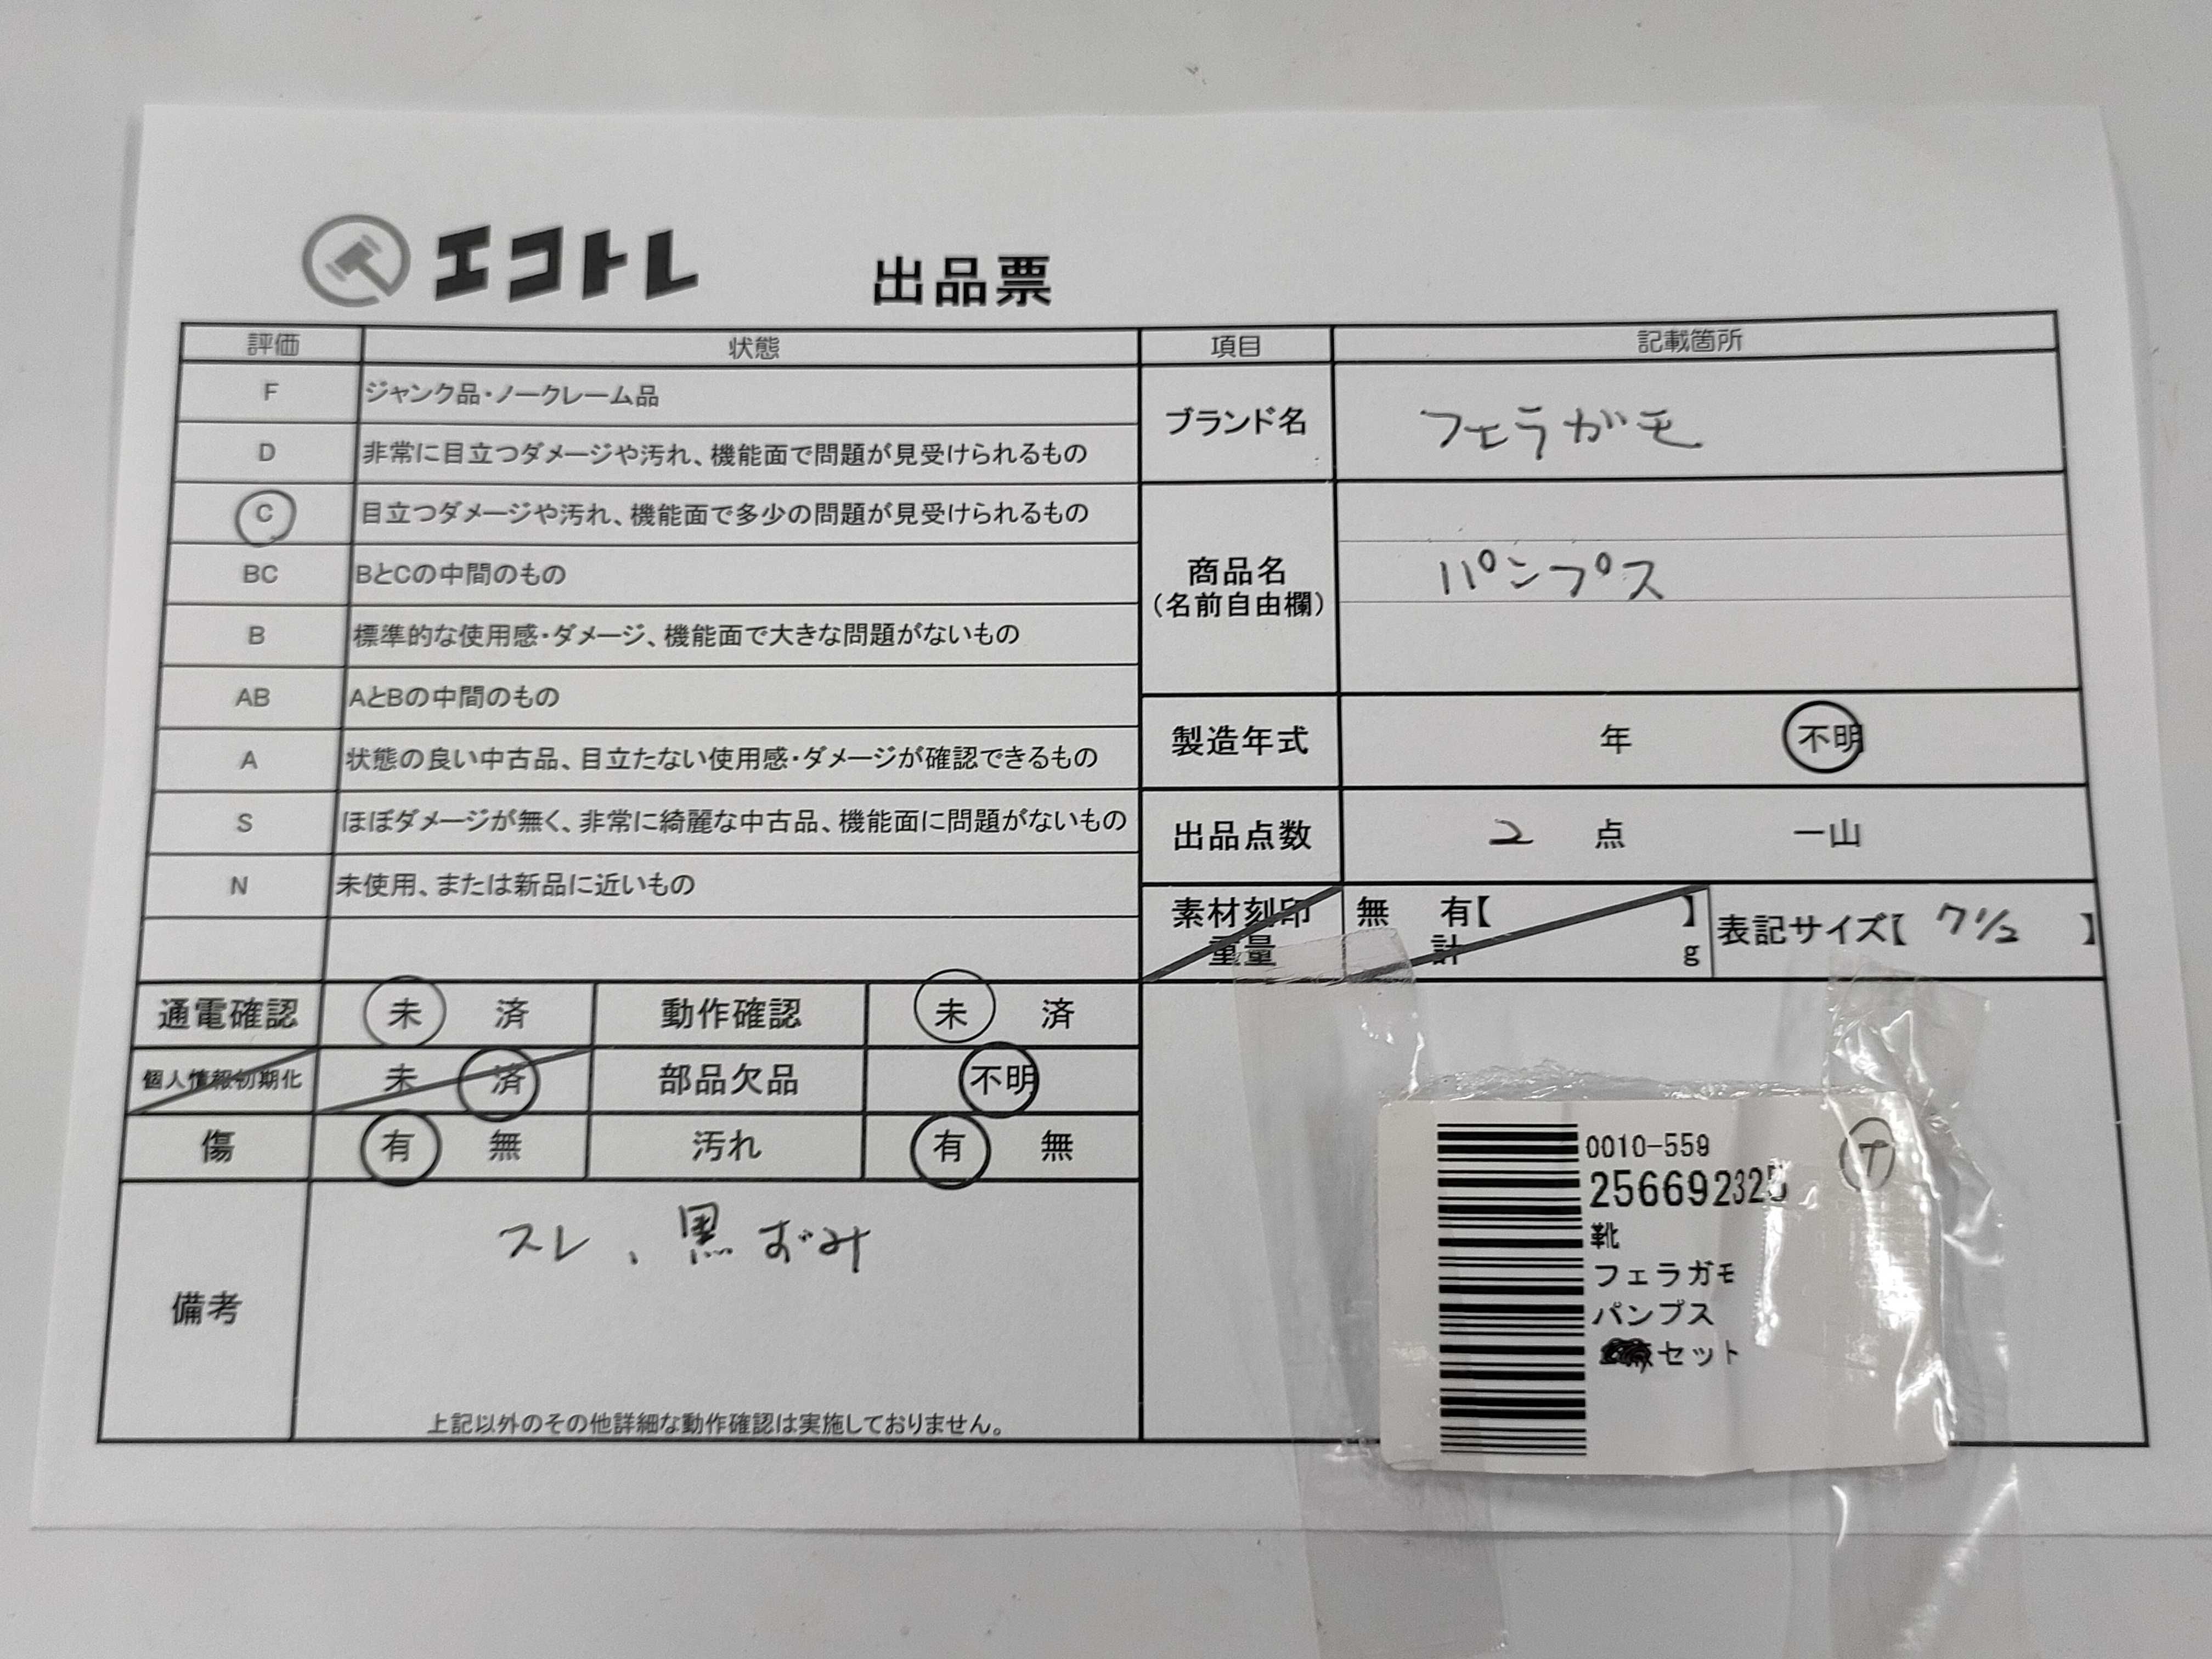 エコトレ 出品票
評価 状態 項目 記載箇所
F ジャンク品・ノークレーム品
D 非常に目立つダメージや汚れ、機能面で問題が見受けられるもの
ブランド名 フェラガモ
C 目立つダメージや汚れ、機能面で多少の問題が見受けられるもの
BC BとCの中間のもの
B 標準的な使用感・ダメージ、機能面で大きな問題がないもの
商品名
(名前自由欄)
パンプス
AB AとBの中間のもの
A 状態の良い中古品、目立たない使用感・ダメージが確認できるもの
製造年式 年 不明
S ほぼダメージが無く、非常に綺麗な中古品、機能面に問題がないもの
出品点数 2 点 一山
N 未使用、または新品に近いもの
素材刻印 無 有【 】
重量 計 g
表記サイズ【 7 1/2 】
通電確認 未 済 動作確認 未 済
個人情報初期化 未 済 部品欠品 不明
傷 有 無 汚れ 有 無
備考
スレ、黒ずみ
上記以外のその他詳細な動作確認は実施しておりません。
0010-559
靴
フェラガモ
パンプス
セット